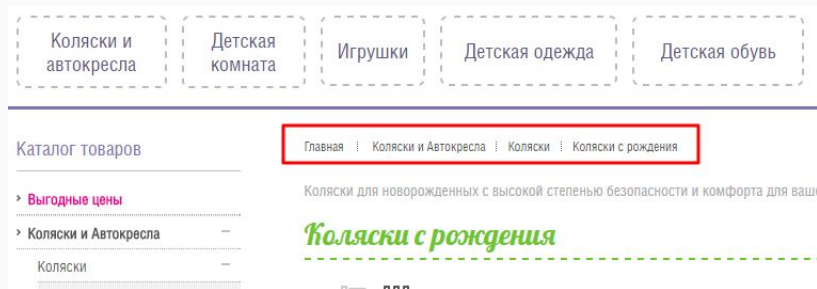 Коляски и
автокресла
Детская
комната
Игрушки
Детская одежда
Детская обувь
Каталог товаров
Главная
Коляски и Автокресла
Коляски
Коляски с рождения
Выгодные цены
Коляски для новорожденных с высокой степенью безопасности и комфорта для ваше
Коляски и Автокресла
Коляски с рождения
Коляски